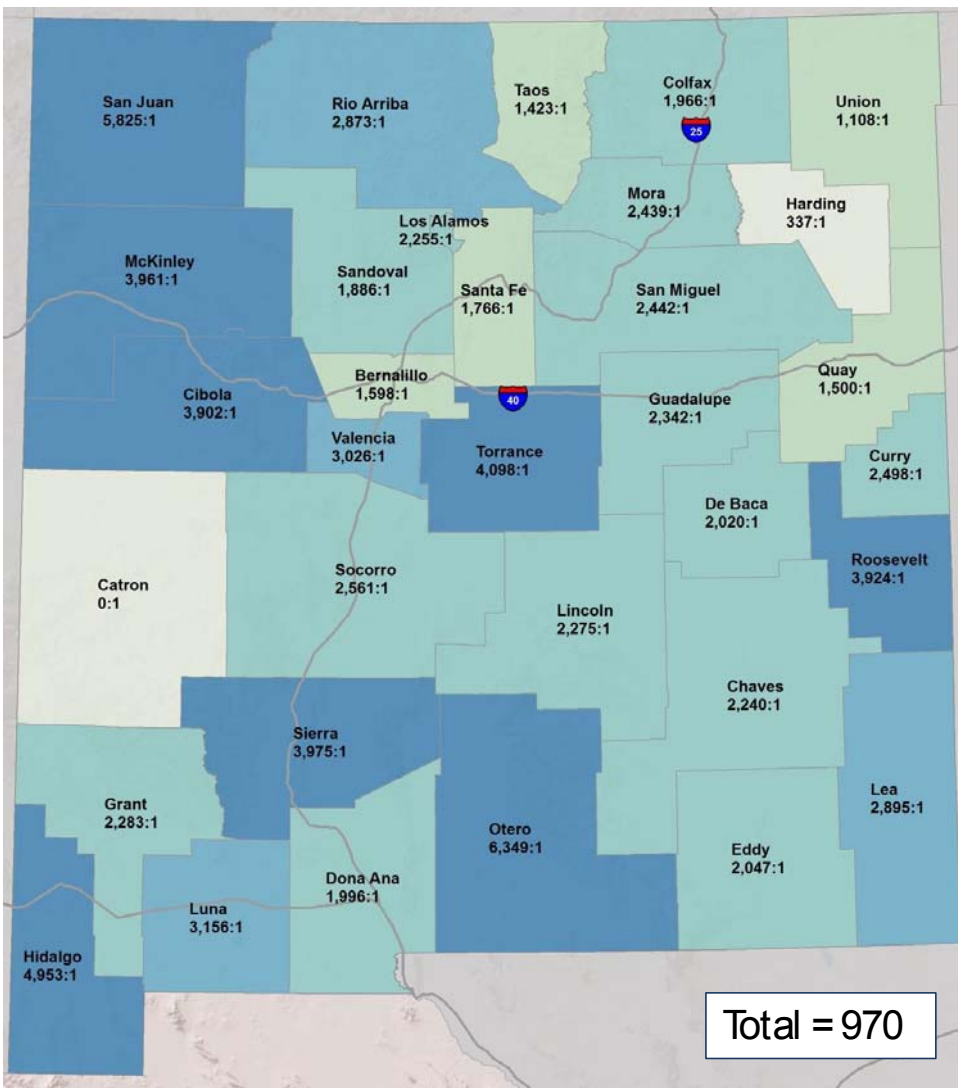 San Juan
5,825:1
Rio Arriba
2,873:1
Taos
1,423:1
Colfax
1,966:1
25
Union
1,108:1
Mora
2,439:1
Harding
337:1
Los Alamos
2,255:1
McKinley
3,961:1
Sandoval
1,886:1
Santa Fe
1,766:1
San Miguel
2,442:1
Bernalillo
1,598:1
Quay
1,500:1
Cibola
3,902:1
40
Guadalupe
2,342:1
Valencia
3,026:1
Torrance
4,098:1
Curry
2,498:1
De Baca
2,020:1
Roosevelt
3,924:1
Catron
0:1
Socorro
2,561:1
Lincoln
2,275:1
Chaves
2,240:1
Sierra
3,975:1
Grant
2,283:1
Lea
2,895:1
Otero
6,349:1
Eddy
2,047:1
Dona Ana
1,996:1
Luna
3,156:1
Hidalgo
4,953:1
Total = 970